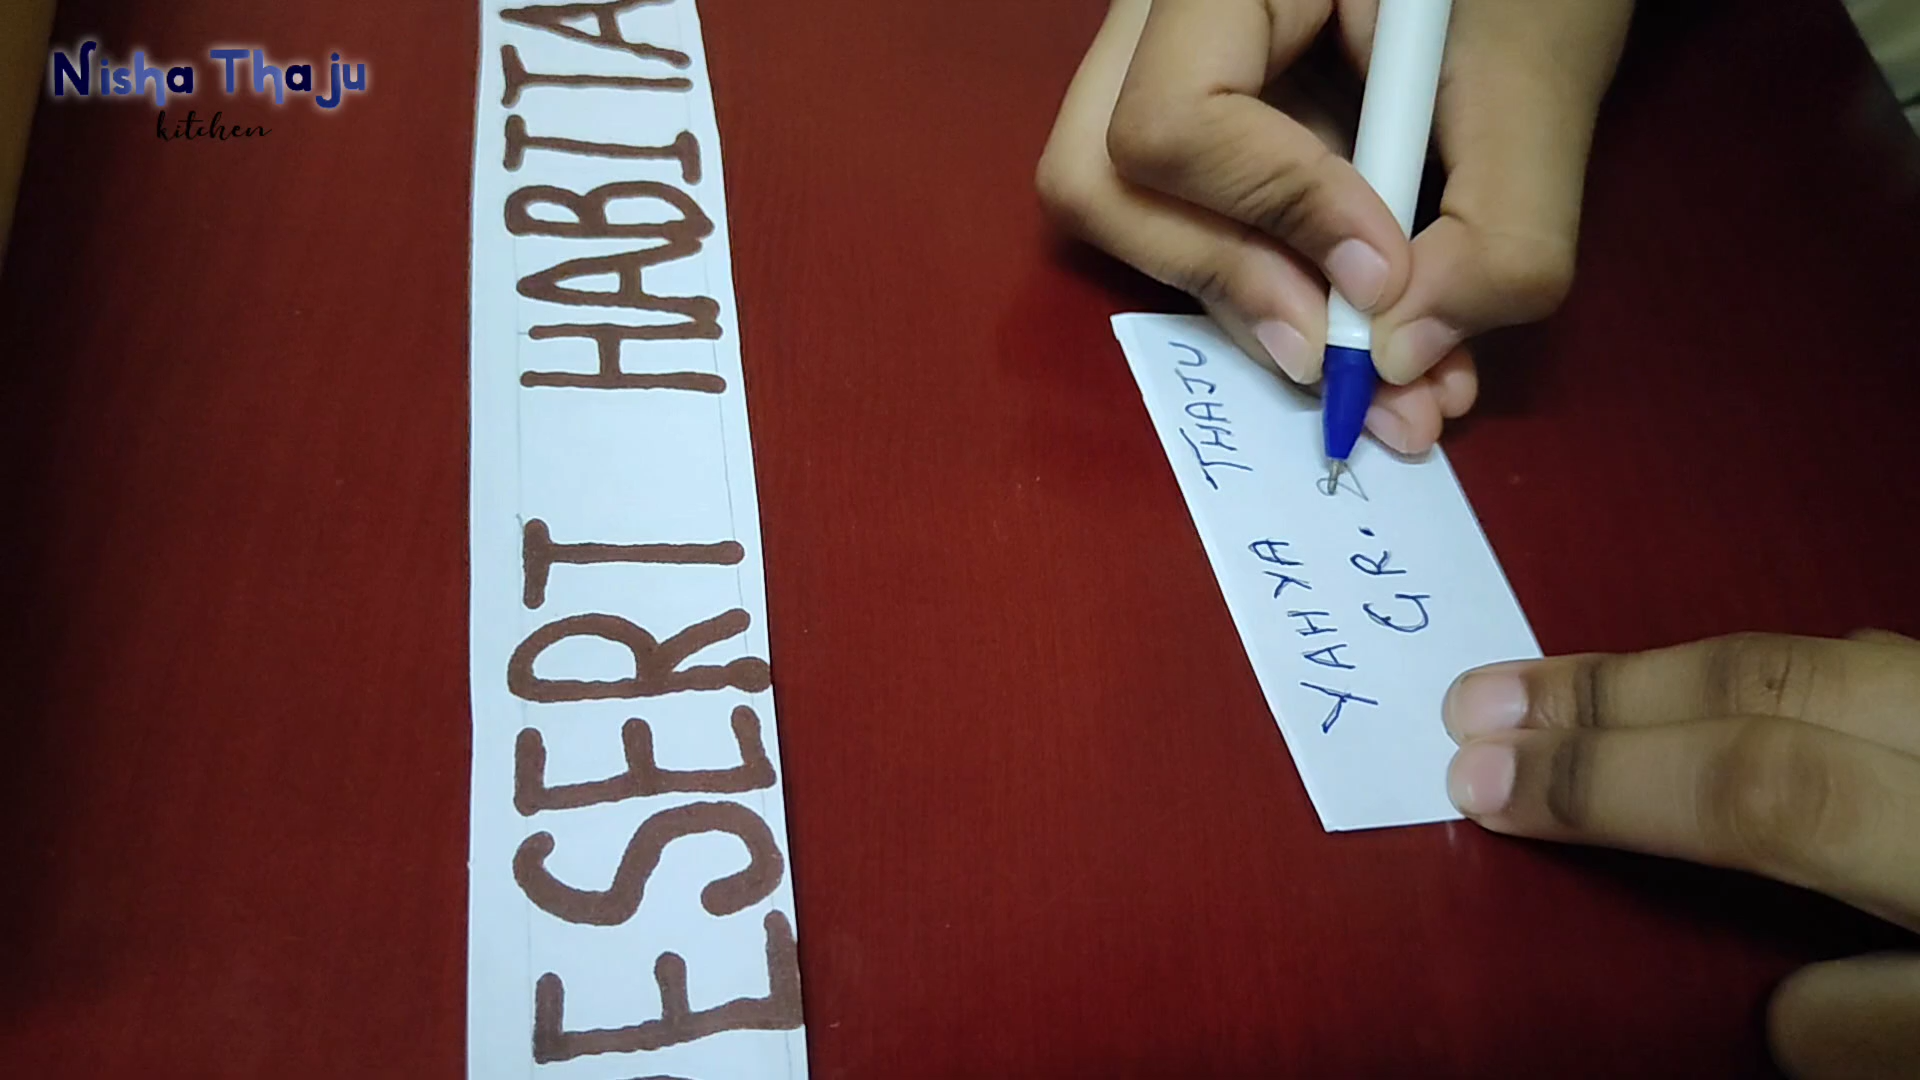 Nisha Thaju
kitchen
DESERT HABITA
YAHYA THAJU
GR.